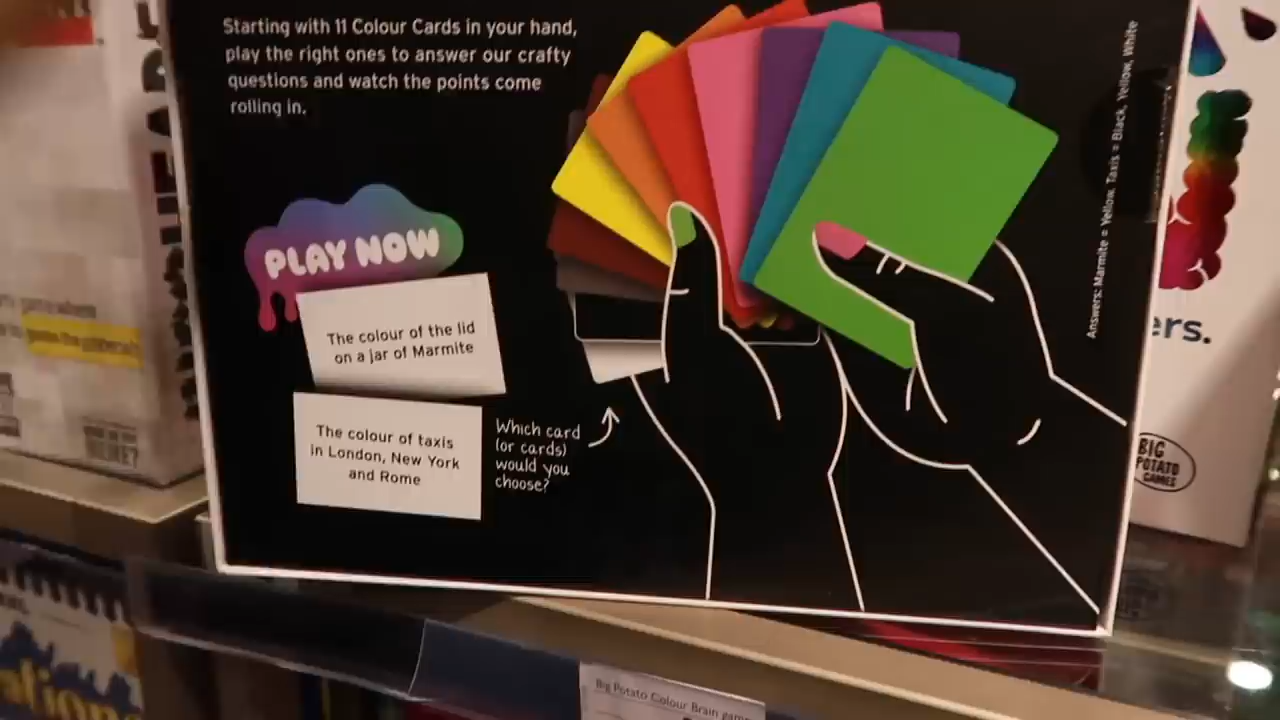 Starting with 11 Colour Cards in your hand,
play the right ones to answer our crafty
questions and watch the points come
rolling in.
PLAY NOW
The colour of the lid
on a jar of Marmite
The colour of taxis
in London, New York
and Rome
Which card
(or cards)
would you
choose?
Answers: Marmite = Yellow. Taxis = Black, Yellow, White
ers.
BIG
POTATO
GAMES
Big Potato Colour Brain game